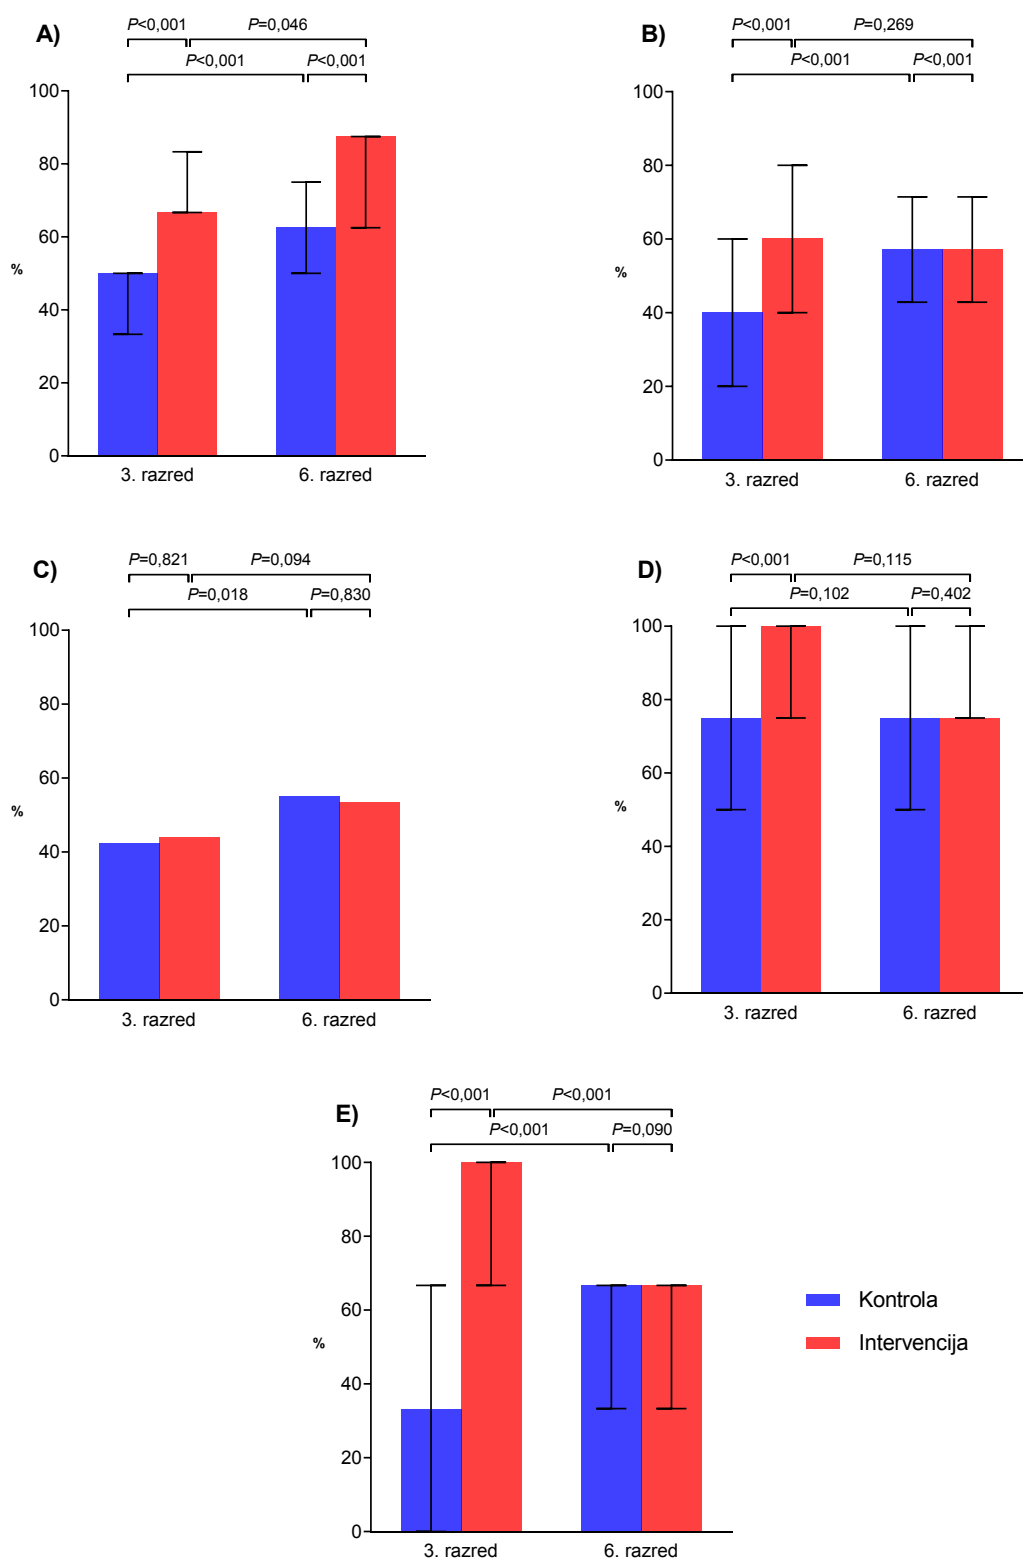 A)
P<0,001
P=0,046
P<0,001
P<0,001
100
80
60
%
40
20
0
3. razred
6. razred
B)
P<0,001
P=0,269
P<0,001
P<0,001
100
80
60
%
40
20
0
3. razred
6. razred
C)
P=0,821
P=0,094
P=0,018
P=0,830
100
80
60
%
40
20
0
3. razred
6. razred
D)
P<0,001
P=0,115
P=0,102
P=0,402
100
80
60
%
40
20
0
3. razred
6. razred
E)
P<0,001
P<0,001
P<0,001
P=0,090
100
80
60
%
40
20
0
3. razred
6. razred
Kontrola
Intervencija